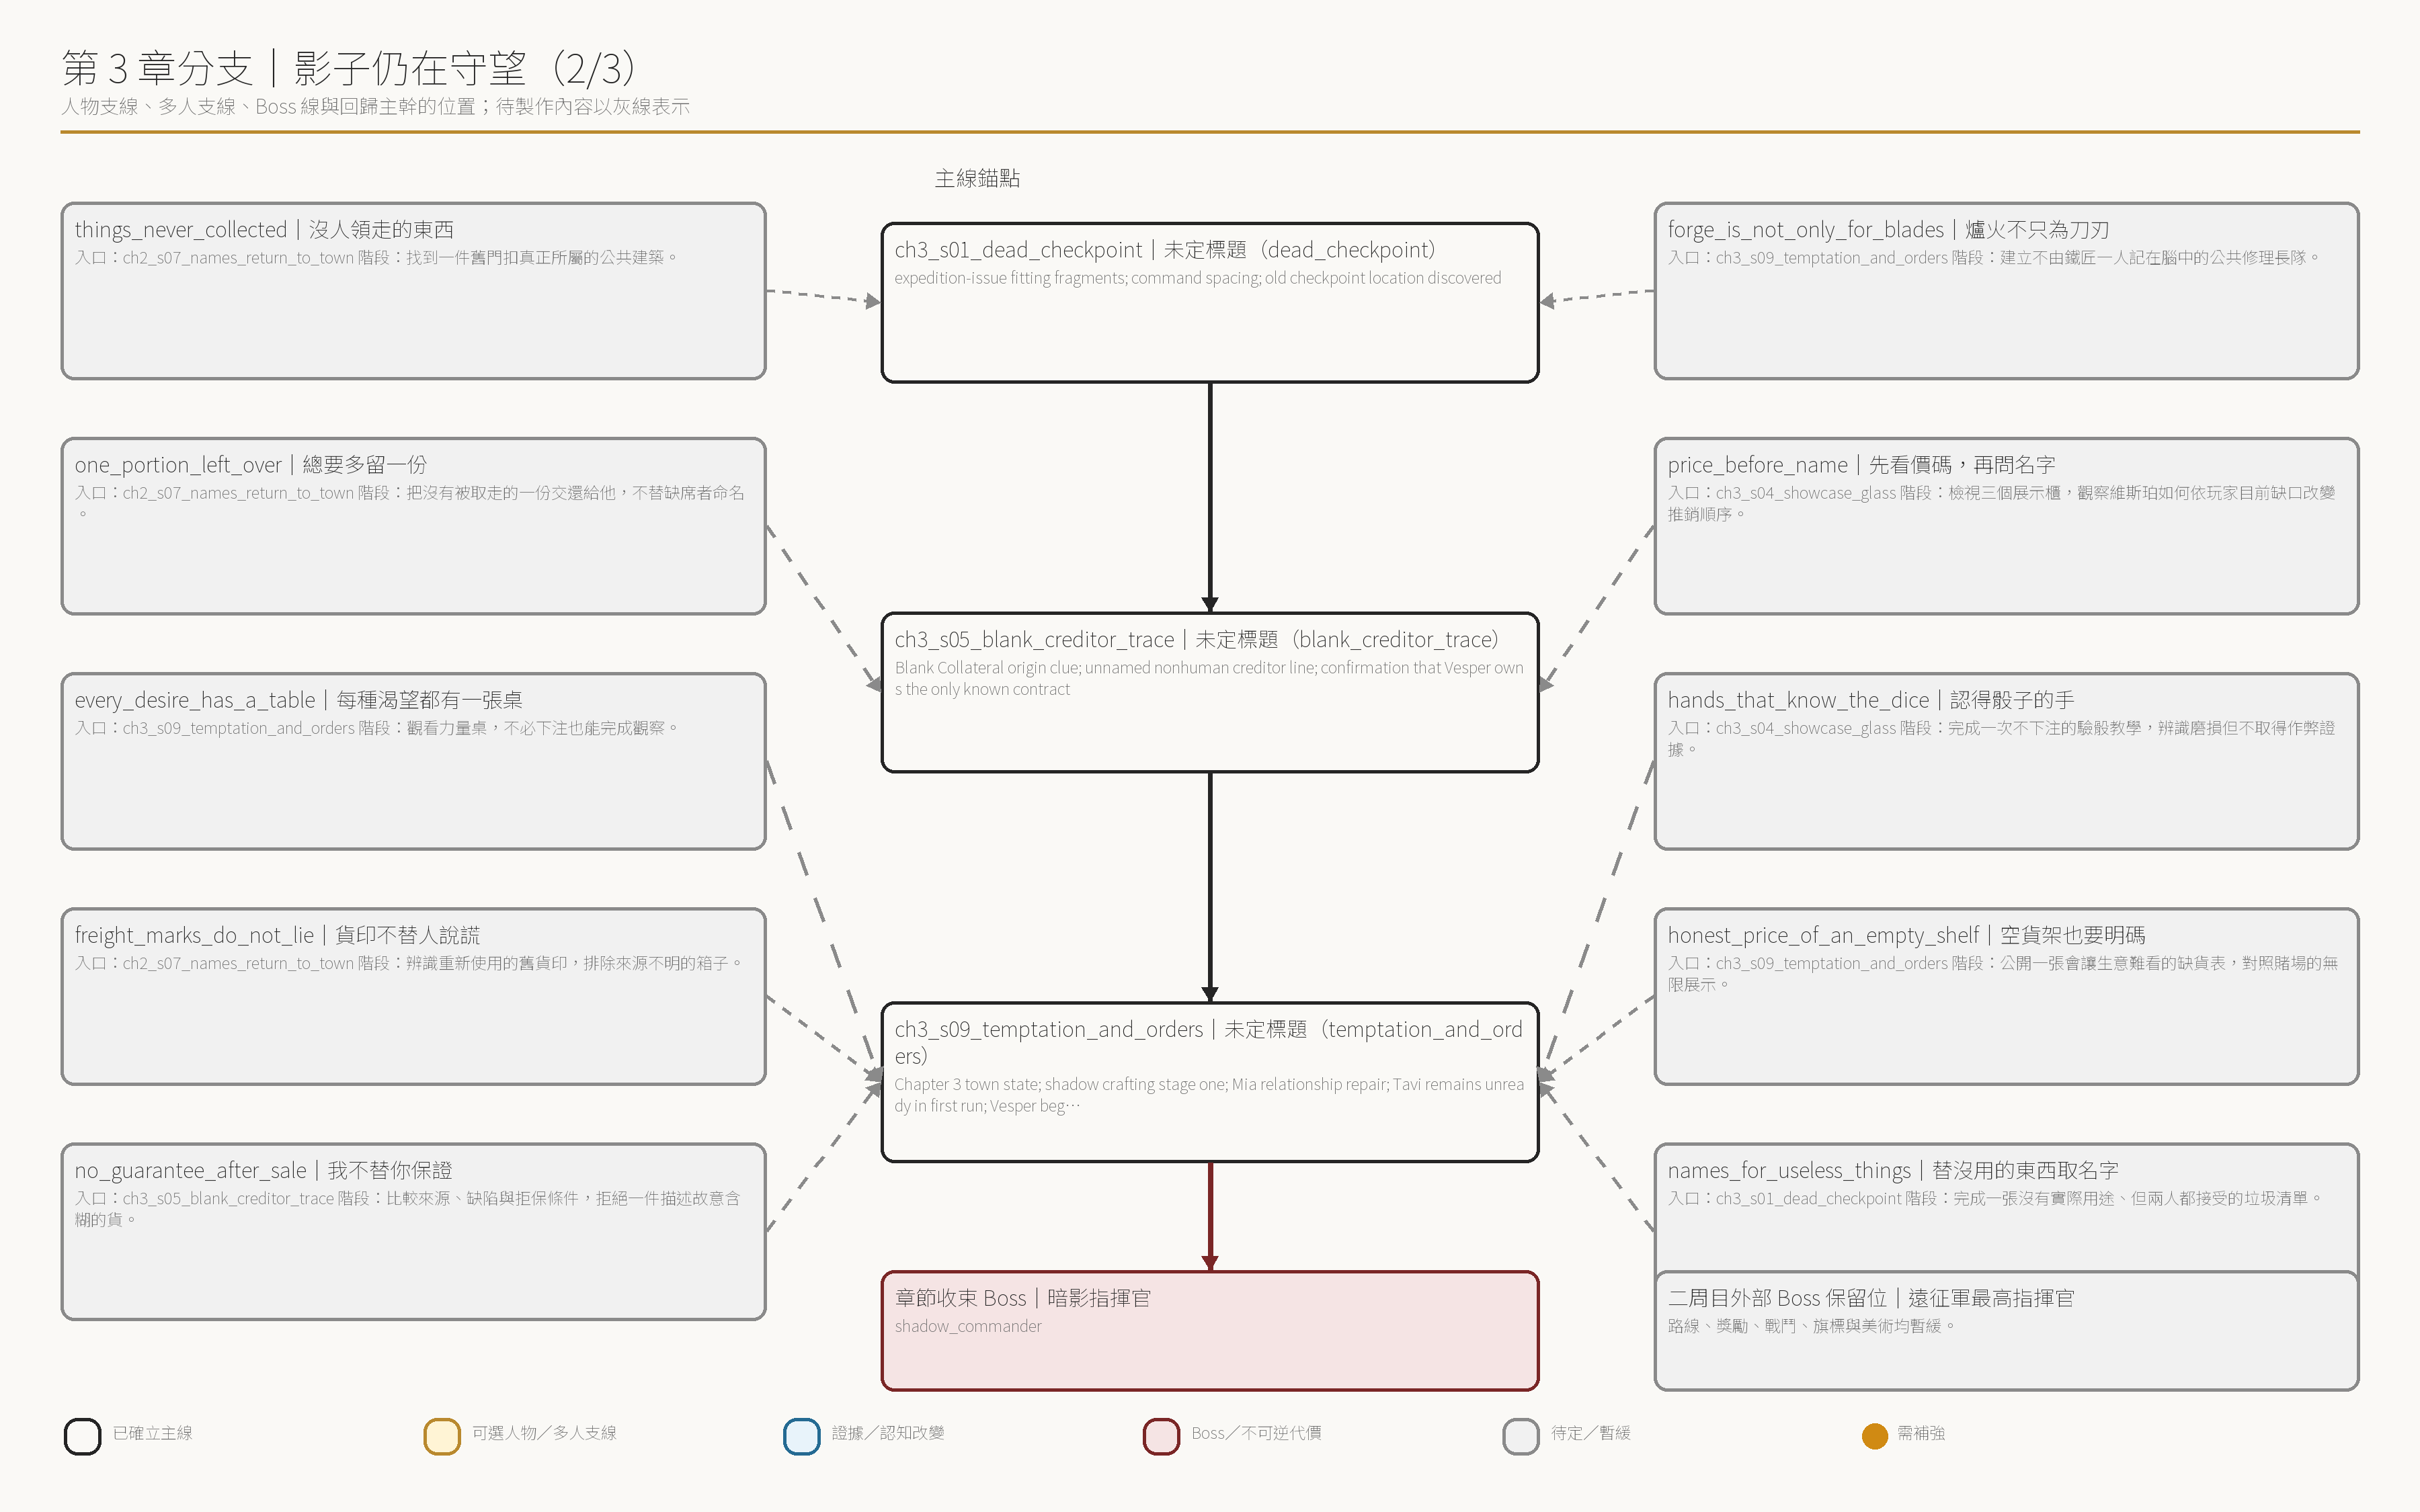 第 3 章分支｜影子仍在守望（2/3）
人物支線、多人支線、Boss 線與回歸主幹的位置；待製作內容以灰線表示
主線錨點
things_never_collected｜沒人領走的東西
入口：ch2_s07_names_return_to_town 階段：找到一件舊門扣真正所屬的公共建築。
one_portion_left_over｜總要多留一份
入口：ch2_s07_names_return_to_town 階段：把沒有被取走的一份交還給他，不替缺席者命名
。
every_desire_has_a_table｜每種渴望都有一張桌
入口：ch3_s09_temptation_and_orders 階段：觀看力量桌，不必下注也能完成觀察。
freight_marks_do_not_lie｜貨印不替人說謊
入口：ch2_s07_names_return_to_town 階段：辨識重新使用的舊貨印，排除來源不明的箱子。
no_guarantee_after_sale｜我不替你保證
入口：ch3_s05_blank_creditor_trace 階段：比較來源、缺陷與拒保條件，拒絕一件描述故意含
糊的貨。
ch3_s01_dead_checkpoint｜未定標題（dead_checkpoint）
expedition-issue fitting fragments; command spacing; old checkpoint location discovered
ch3_s05_blank_creditor_trace｜未定標題（blank_creditor_trace）
Blank Collateral origin clue; unnamed nonhuman creditor line; confirmation that Vesper own
s the only known contract
ch3_s09_temptation_and_orders｜未定標題（temptation_and_ord
ers）
Chapter 3 town state; shadow crafting stage one; Mia relationship repair; Tavi remains unrea
dy in first run; Vesper beg…
章節收束 Boss｜暗影指揮官
shadow_commander
forge_is_not_only_for_blades｜爐火不只為刀刃
入口：ch3_s09_temptation_and_orders 階段：建立不由鐵匠一人記在腦中的公共修理長隊。
price_before_name｜先看價碼，再問名字
入口：ch3_s04_showcase_glass 階段：檢視三個展示櫃，觀察維斯珀如何依玩家目前缺口改變
推銷順序。
hands_that_know_the_dice｜認得骰子的手
入口：ch3_s04_showcase_glass 階段：完成一次不下注的驗骰教學，辨識磨損但不取得作弊證
據。
honest_price_of_an_empty_shelf｜空貨架也要明碼
入口：ch3_s09_temptation_and_orders 階段：公開一張會讓生意難看的缺貨表，對照賭場的無
限展示。
names_for_useless_things｜替沒用的東西取名字
入口：ch3_s01_dead_checkpoint 階段：完成一張沒有實際用途、但兩人都接受的垃圾清單。
二周目外部 Boss 保留位｜遠征軍最高指揮官
路線、獎勵、戰鬥、旗標與美術均暫緩。
已確立主線
可選人物／多人支線
證據／認知改變
Boss／不可逆代價
待定／暫緩
需補強